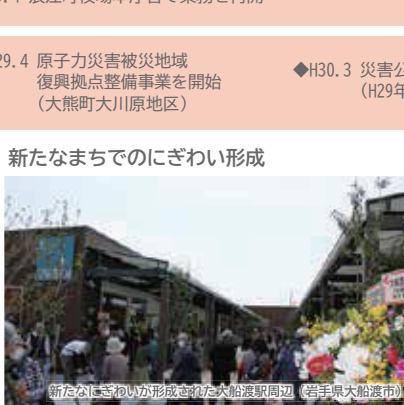 29.4 原子力災害被災地域
復興拠点整備事業を開始
(大熊町大川原地区)
◆H30.3 災害公
(H29年
新たなまちでのにぎわい形成
新たなにぎわいが形成された大船渡駅周辺(岩手県大船渡市)